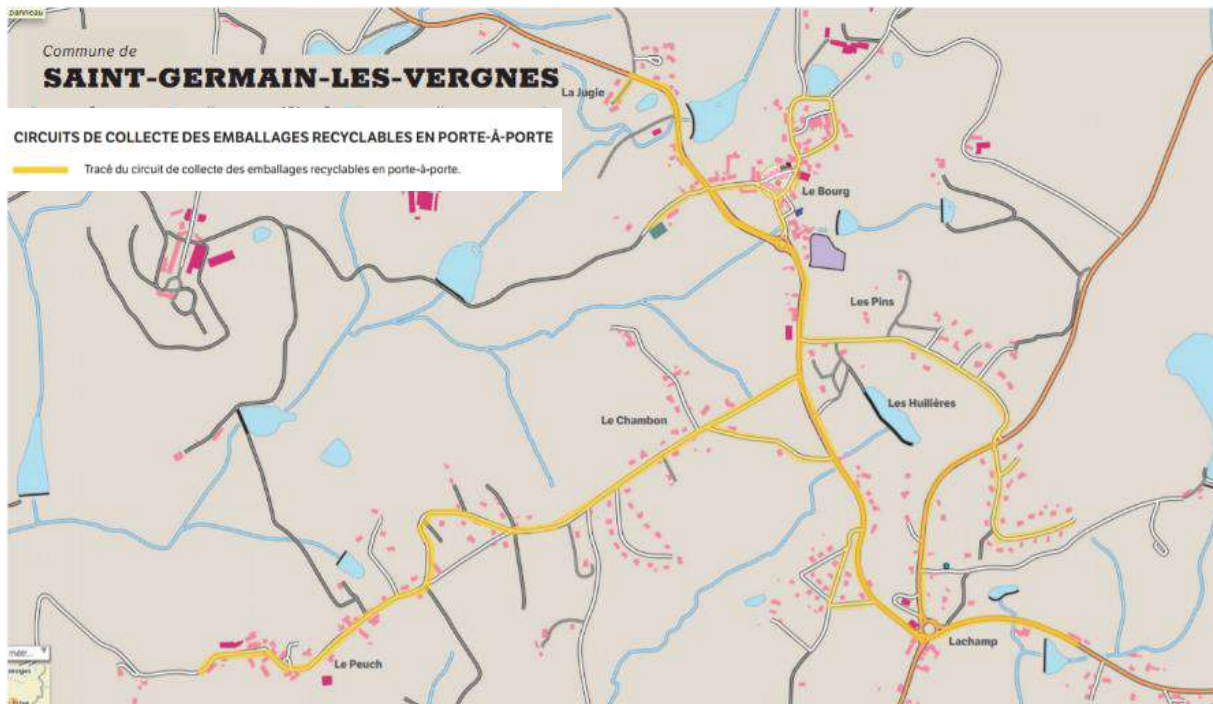 panneau
Commune de
SAINT-GERMAIN-LES-VERGNES
CIRCUITS DE COLLECTE DES EMBALLAGES RECYCLABLES EN PORTE-À-PORTE
Tracé du circuit de collecte des emballages recyclables en porte-à-porte.
La Jugie
Le Bourg
Les Pins
Les Huillières
Le Chambon
Le Peuch
Lachamp